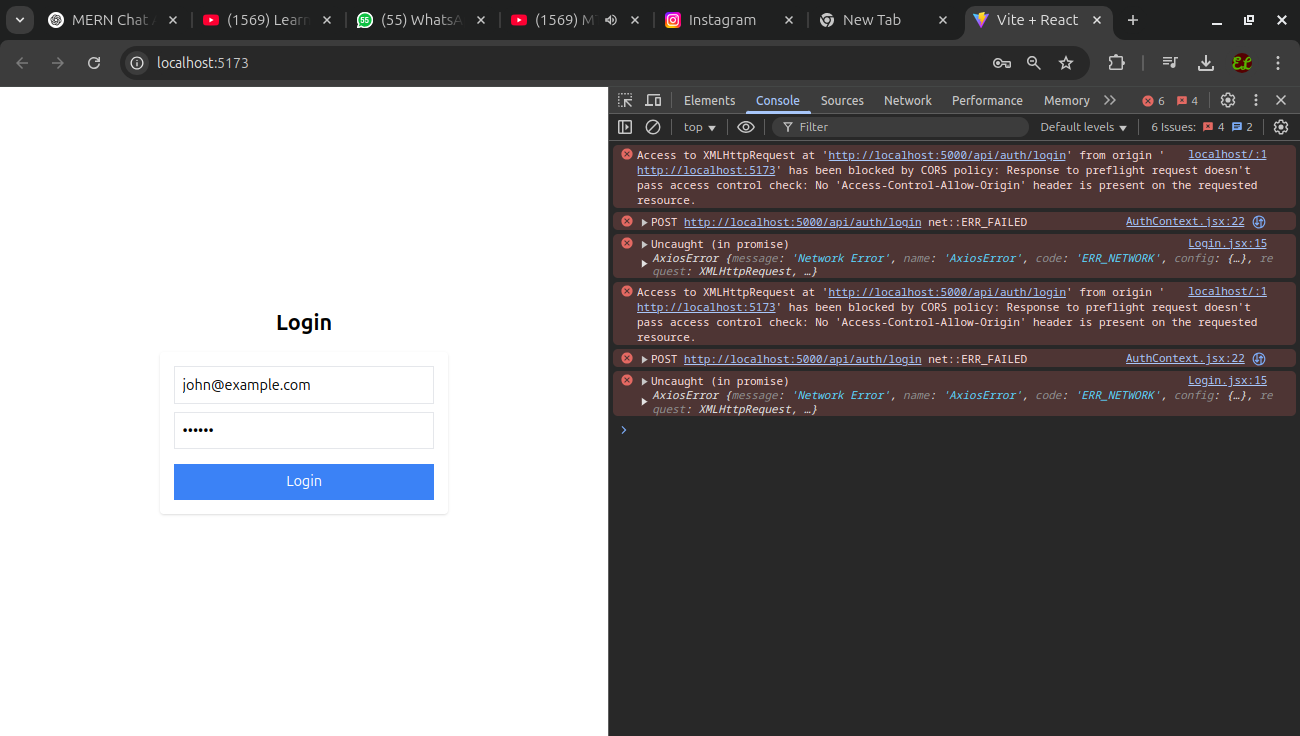 MERN Chat
(1569) Learn
(55) WhatsA
(1569) M
Instagram
New Tab
Vite + React
localhost:5173
Elements
Console
Sources
Network
Performance
Memory
6
4
top
Filter
Default levels
6 Issues:
4
2
Access to XMLHttpRequest at 'http://localhost:5000/api/auth/login' from origin '
localhost/:1
http://localhost:5173' has been blocked by CORS policy: Response to preflight request doesn't
pass access control check: No 'Access-Control-Allow-Origin' header is present on the requested
resource.
POST http://localhost:5000/api/auth/login net::ERR_FAILED
AuthContext.jsx:22
Uncaught (in promise)
Login.jsx:15
AxiosError {message: 'Network Error', name: 'AxiosError', code: 'ERR_NETWORK', config: {…}, re
quest: XMLHttpRequest, …}
Access to XMLHttpRequest at 'http://localhost:5000/api/auth/login' from origin '
localhost/:1
http://localhost:5173' has been blocked by CORS policy: Response to preflight request doesn't
pass access control check: No 'Access-Control-Allow-Origin' header is present on the requested
resource.
POST http://localhost:5000/api/auth/login net::ERR_FAILED
AuthContext.jsx:22
Uncaught (in promise)
Login.jsx:15
AxiosError {message: 'Network Error', name: 'AxiosError', code: 'ERR_NETWORK', config: {…}, re
quest: XMLHttpRequest, …}
Login
john@example.com
••••••
Login